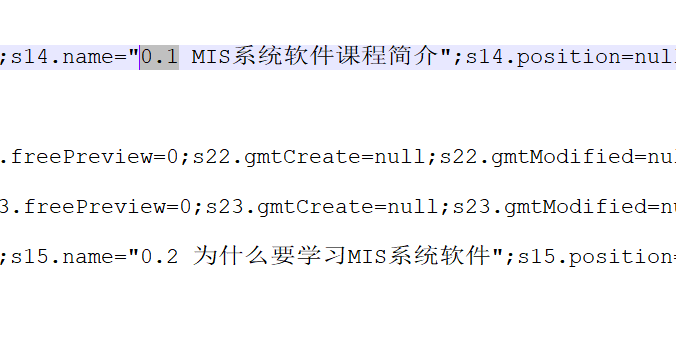 ;s14.name="0.1 MIS系统软件课程简介";s14.position=nul
.freePreview=0;s22.gmtCreate=null;s22.gmtModified=nu
3.freePreview=0;s23.gmtCreate=null;s23.gmtModified=n
;s15.name="0.2 为什么要学习MIS系统软件";s15.position=